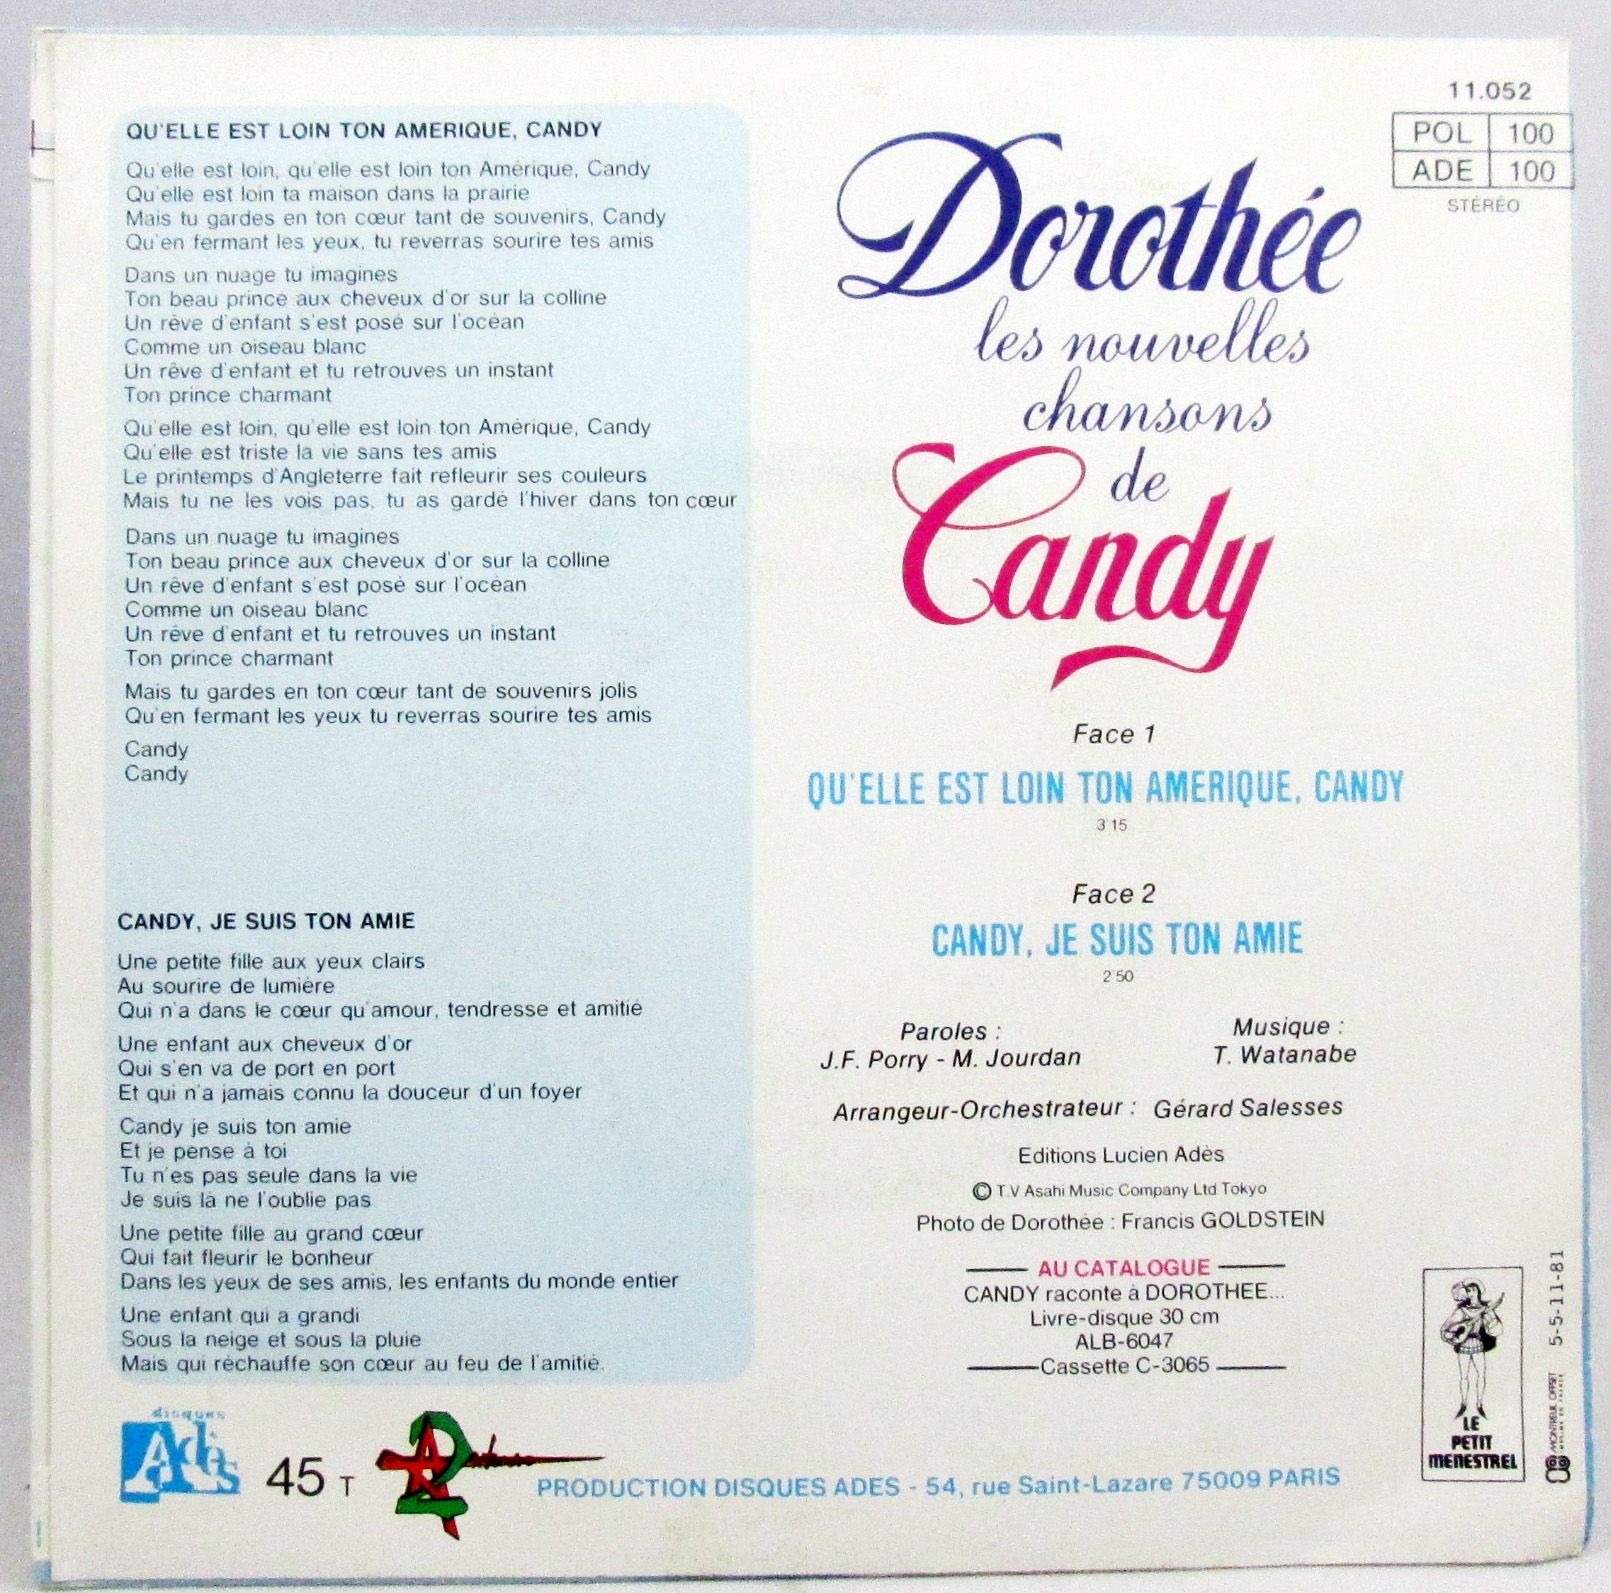 QU'ELLE EST LOIN TON AMERIQUE, CANDY
Qu'elle est loin, qu'elle est loin ton Amérique, Candy
Qu'elle est loin ta maison dans la prairie
Mais tu gardes en ton cœur tant de souvenirs, Candy
Qu'en fermant les yeux, tu reverras sourire tes amis
Dans un nuage tu imagines
Ton beau prince aux cheveux d'or sur la colline
Un rêve d'enfant s'est posé sur l'océan
Comme un oiseau blanc
Un rêve d'enfant et tu retrouves un instant
Ton prince charmant
Qu'elle est loin, qu'elle est loin ton Amérique, Candy
Qu'elle est triste la vie sans tes amis
Le printemps d'Angleterre fait refleurir ses couleurs
Mais tu ne les vois pas, tu as gardé l'hiver dans ton cœur
Dans un nuage tu imagines
Ton beau prince aux cheveux d'or sur la colline
Un rêve d'enfant s'est posé sur l'océan
Comme un oiseau blanc
Un rêve d'enfant et tu retrouves un instant
Ton prince charmant
Mais tu gardes en ton cœur tant de souvenirs jolis
Qu'en fermant les yeux tu reverras sourire tes amis
Candy
Candy
CANDY, JE SUIS TON AMIE
Une petite fille aux yeux clairs
Au sourire de lumière
Qui n'a dans le cœur qu'amour, tendresse et amitié
Une enfant aux cheveux d'or
Qui s'en va de port en port
Et qui n'a jamais connu la douceur d'un foyer
Candy je suis ton amie
Et je pense à toi
Tu n'es pas seule dans la vie
Je suis là ne l'oublie pas
Une petite fille au grand cœur
Qui fait fleurir le bonheur
Dans les yeux de ses amis, les enfants du monde entier
Une enfant qui a grandi
Sous la neige et sous la pluie
Mais qui réchauffe son cœur au feu de l'amitié.
11.052
POL 100
ADE 100
STÉRÉO
Dorothée
les nouvelles
chansons
de
Candy
Face 1
QU'ELLE EST LOIN TON AMERIQUE, CANDY
3'15
Face 2
CANDY, JE SUIS TON AMIE
2'50
Paroles :
J.F. Porry - M. Jourdan
Musique :
T. Watanabe
Arrangeur-Orchestrateur : Gérard Salesses
Editions Lucien Adès
© T.V Asahi Music Company Ltd Tokyo
Photo de Dorothée : Francis GOLDSTEIN
AU CATALOGUE
CANDY raconte à DOROTHEE...
Livre-disque 30 cm
ALB-6047
Cassette C-3065
LE
PETIT
MENESTREL
5-5-11-81
MONTREUIL OFFSET
disques
Adès
45 T
PRODUCTION DISQUES ADES - 54, rue Saint-Lazare 75009 PARIS